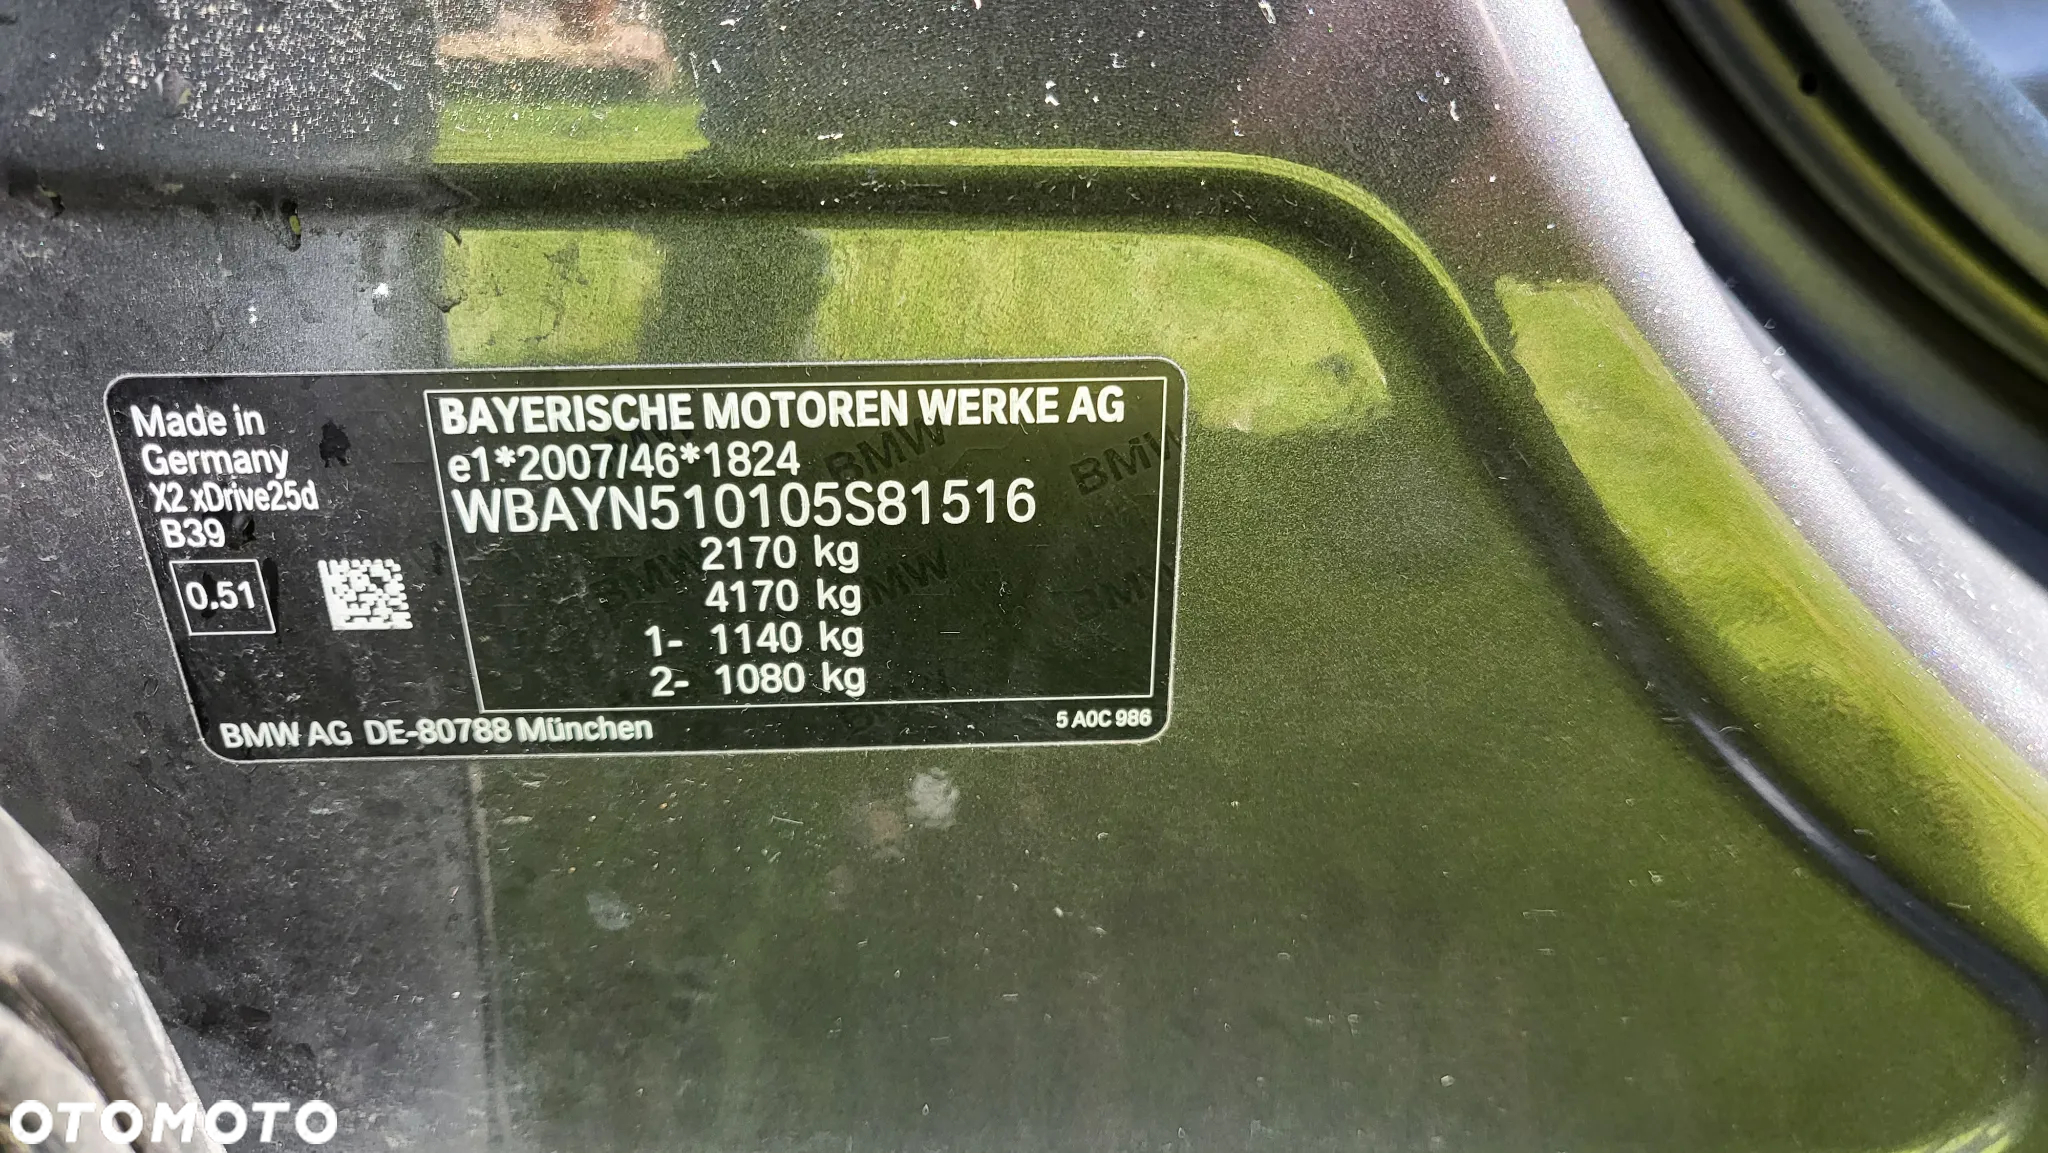 Made in
Germany
X2 xDrive25d
B39
0.51
BAYERISCHE MOTOREN WERKE AG
e1*2007/46*1824
WBAYN510105S81516
2170 kg
4170 kg
1- 1140 kg
2- 1080 kg
BMW AG DE-80788 München
5 A0C 986
OTOMOTO